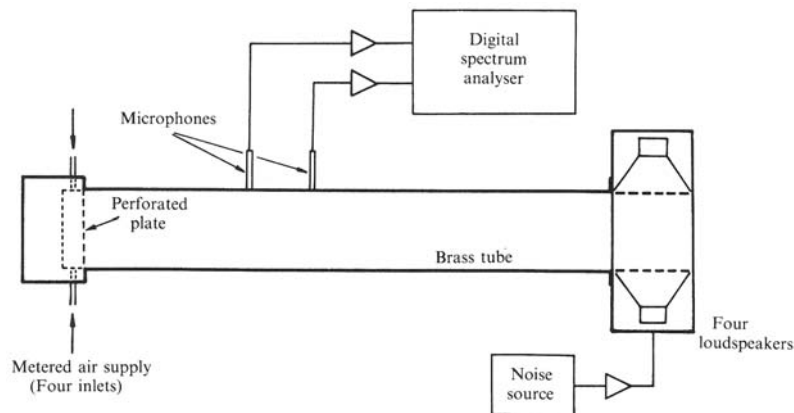 Digital
spectrum
analyser
Microphones
Perforated
plate
Brass tube
Metered air supply
(Four inlets)
Four
loudspeakers
Noise
source